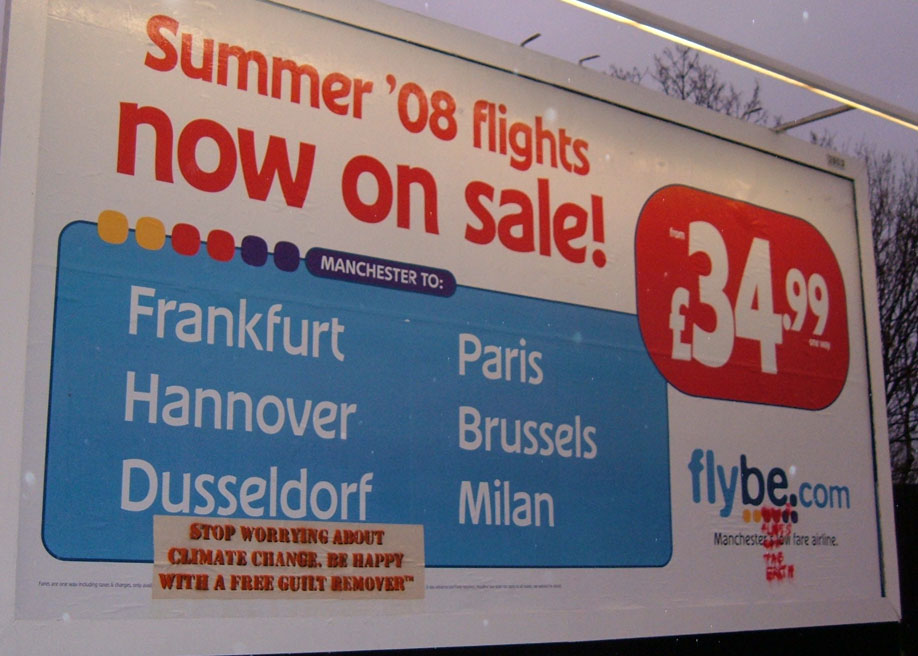 Summer '08 flights
now on sale!
from
£34.99
one way
MANCHESTER TO:
Frankfurt
Hannover
Dusseldorf
Paris
Brussels
Milan
flybe.com
Manchester's low fare airline.
STOP WORRYING ABOUT
CLIMATE CHANGE. BE HAPPY
WITH A FREE GUILT REMOVER™
THE